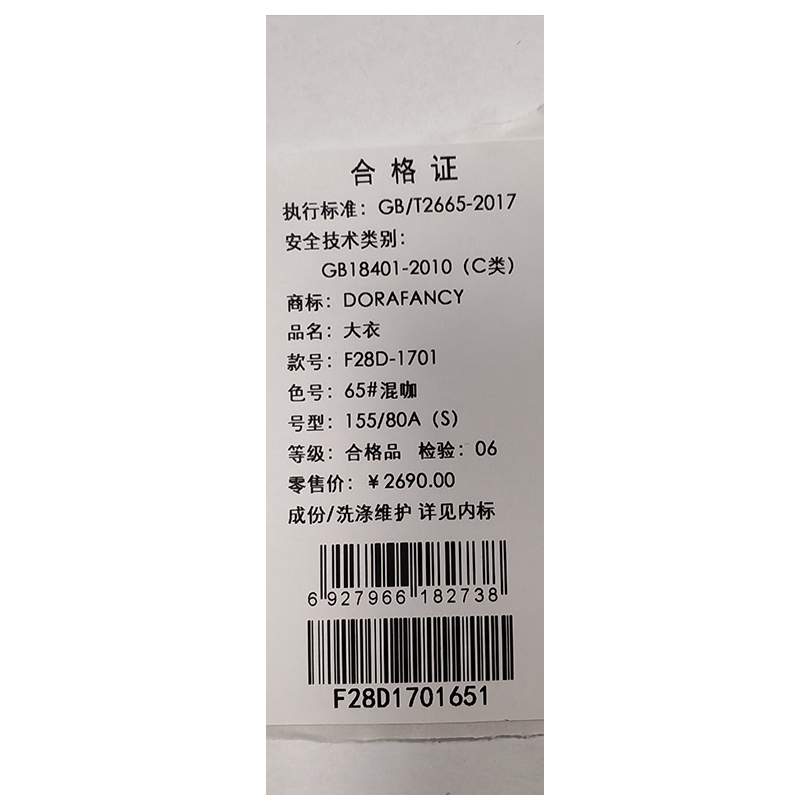 合格证
执行标准：GB/T2665-2017
安全技术类别：
GB18401-2010（C类）
商标：DORAFANCY
品名：大衣
款号：F28D-1701
色号：65#混咖
号型：155/80A（S）
等级：合格品 检验：06
零售价：￥2690.00
成份/洗涤维护 详见内标
6 927966 182738
F28D1701651